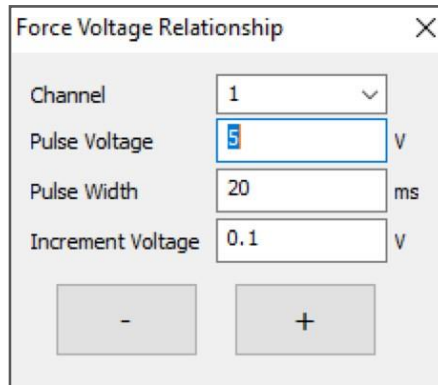 Force Voltage Relationship
Channel 1
Pulse Voltage 5 V
Pulse Width 20 ms
Increment Voltage 0.1 V
- +